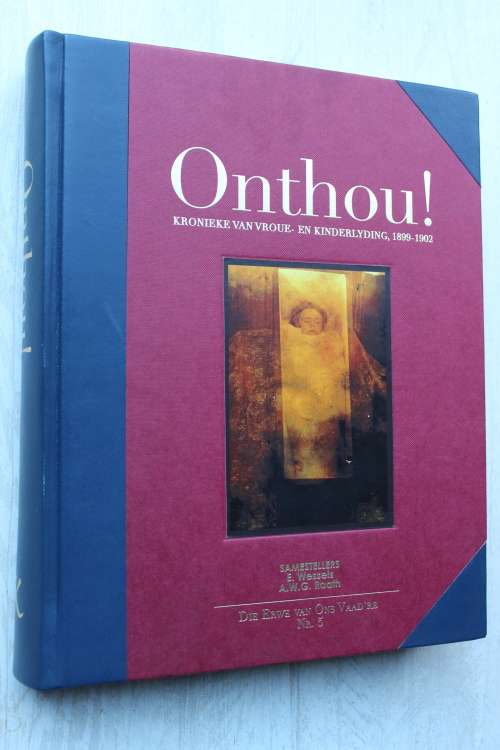 Onthou!
KRONIEKE VAN VROUE- EN KINDERLYDING, 1899-1902
SAMESTELLERS
E. Wessels
A.W.G. Raath
DIE ERWE VAN ONS VAAD'RE
NR. 5
Onthou!